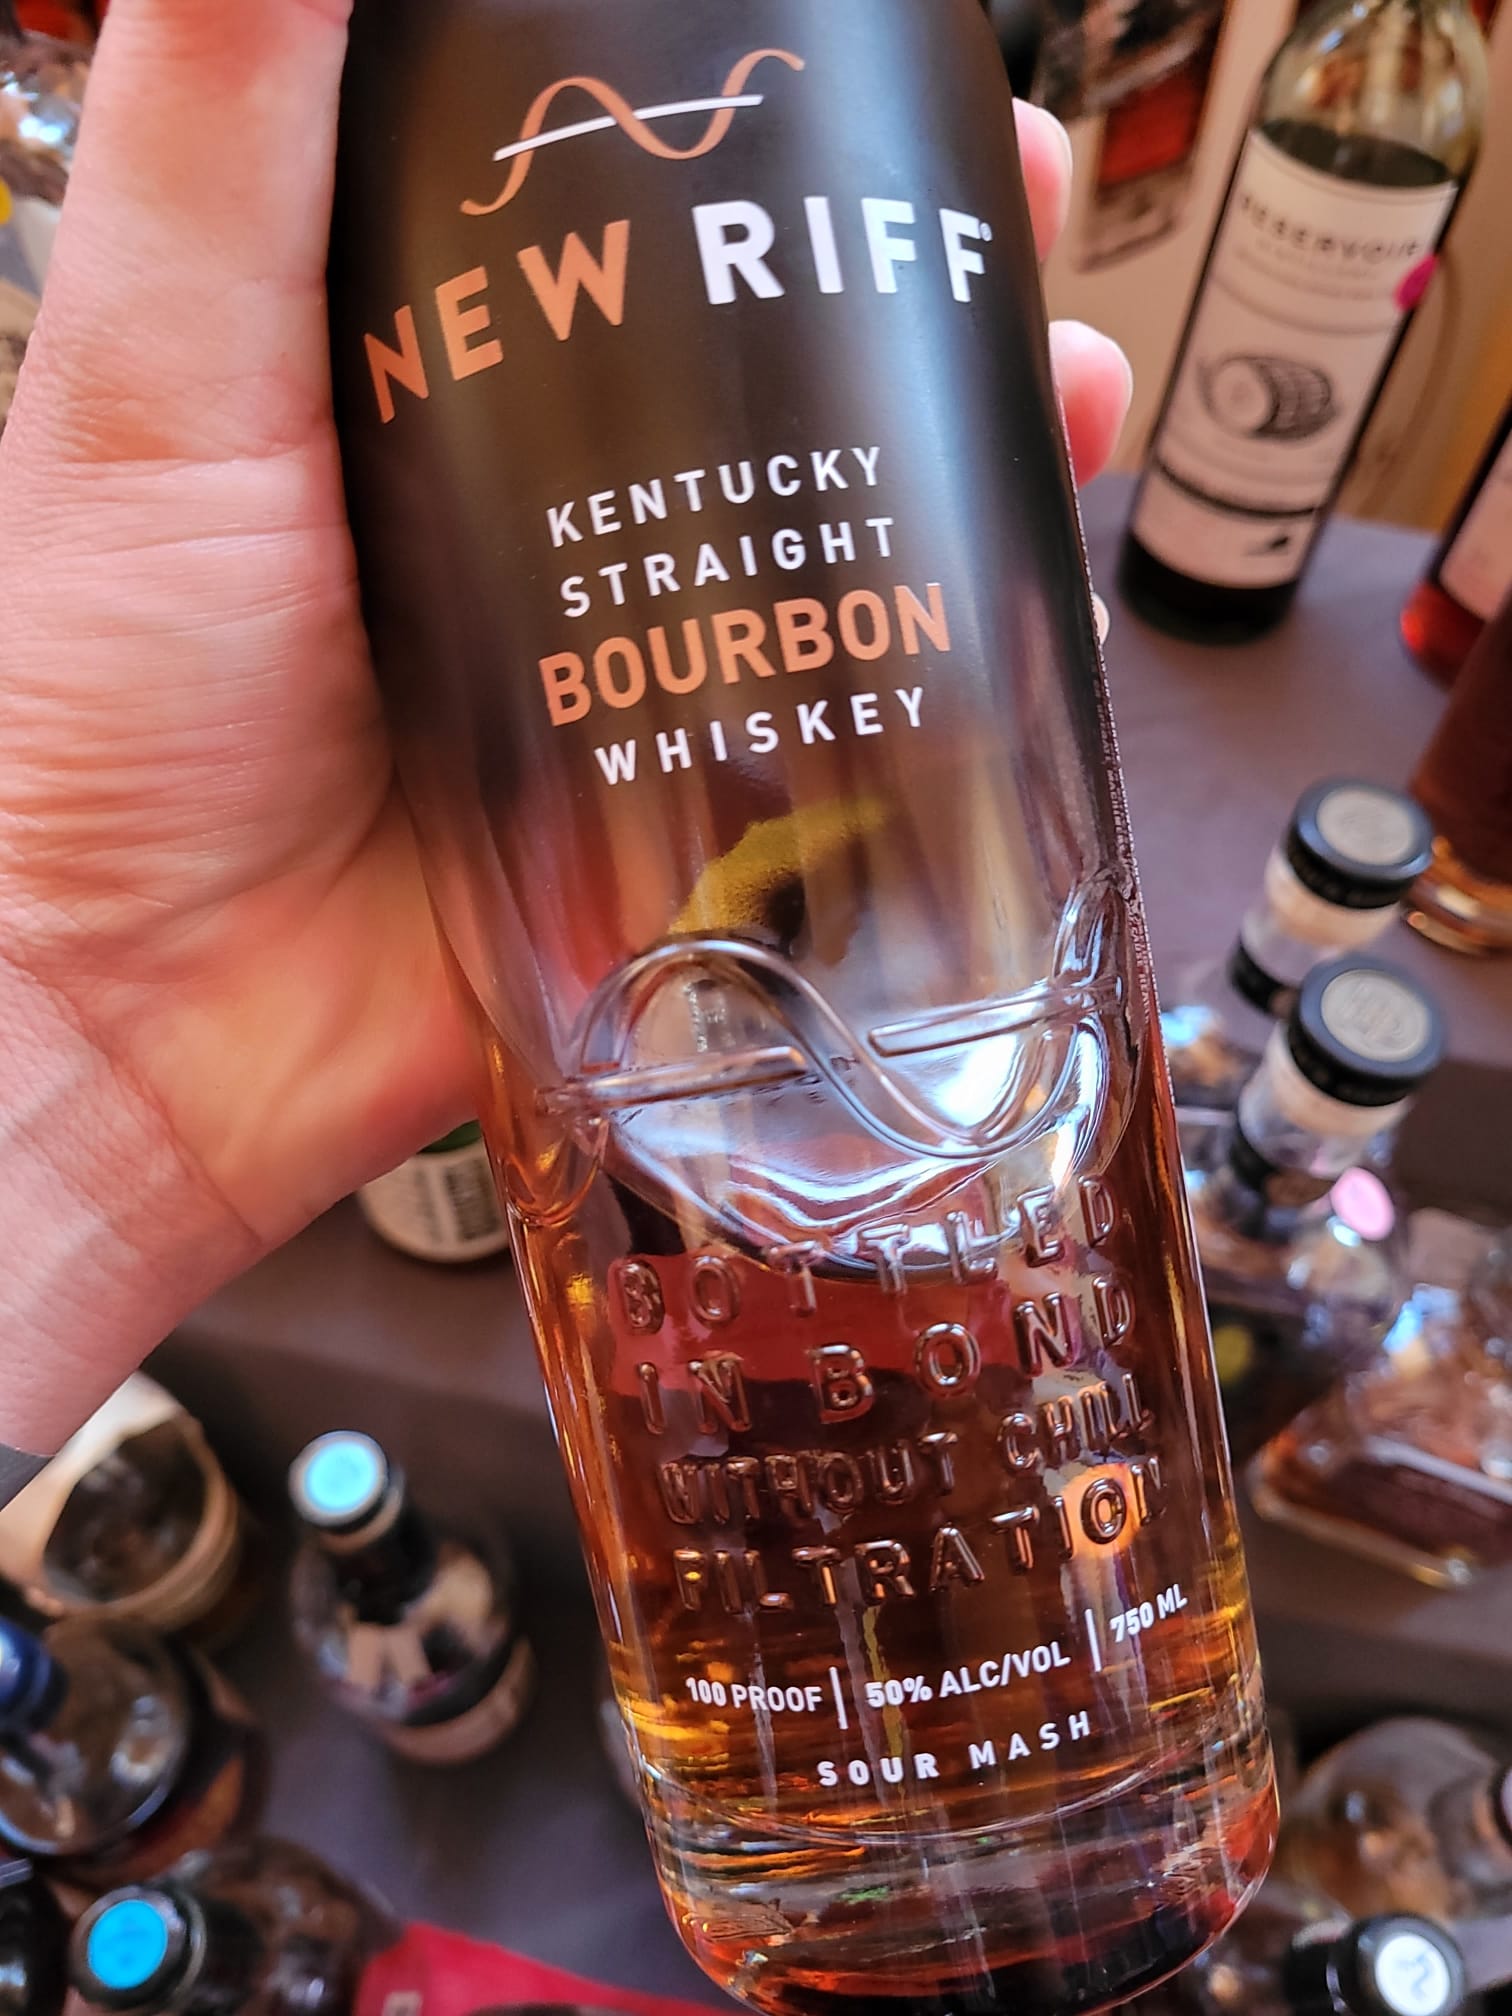 NEW RIFF®
KENTUCKY
STRAIGHT
BOURBON
WHISKEY
BOTTLED
IN BOND
WITHOUT CHILL
FILTRATION
100 PROOF | 50% ALC/VOL | 750 ML
SOUR MASH
RESERVOIR